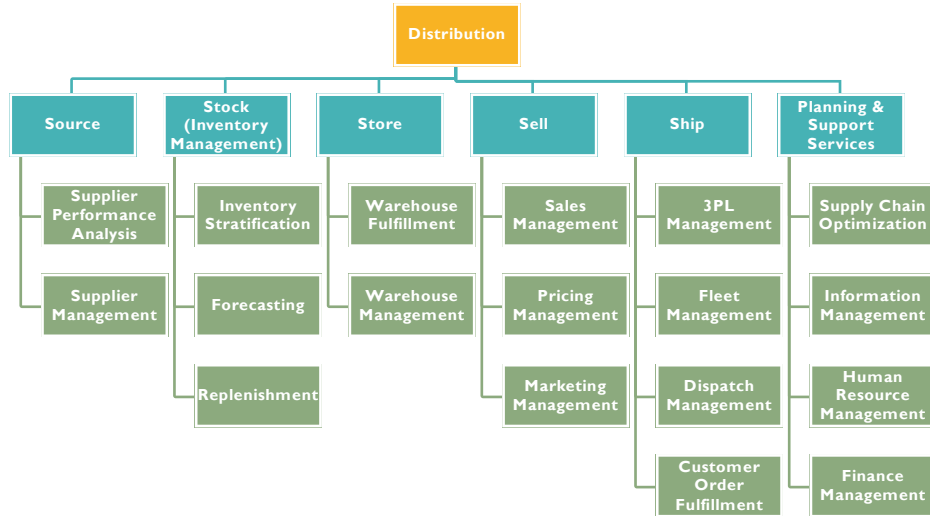 Distribution
Source
Stock
(Inventory
Management)
Store
Sell
Ship
Planning &
Support
Services
Supplier
Performance
Analysis
Supplier
Management
Inventory
Stratification
Forecasting
Replenishment
Warehouse
Fulfillment
Warehouse
Management
Sales
Management
Pricing
Management
Marketing
Management
3PL
Management
Fleet
Management
Dispatch
Management
Customer
Order
Fulfillment
Supply Chain
Optimization
Information
Management
Human
Resource
Management
Finance
Management